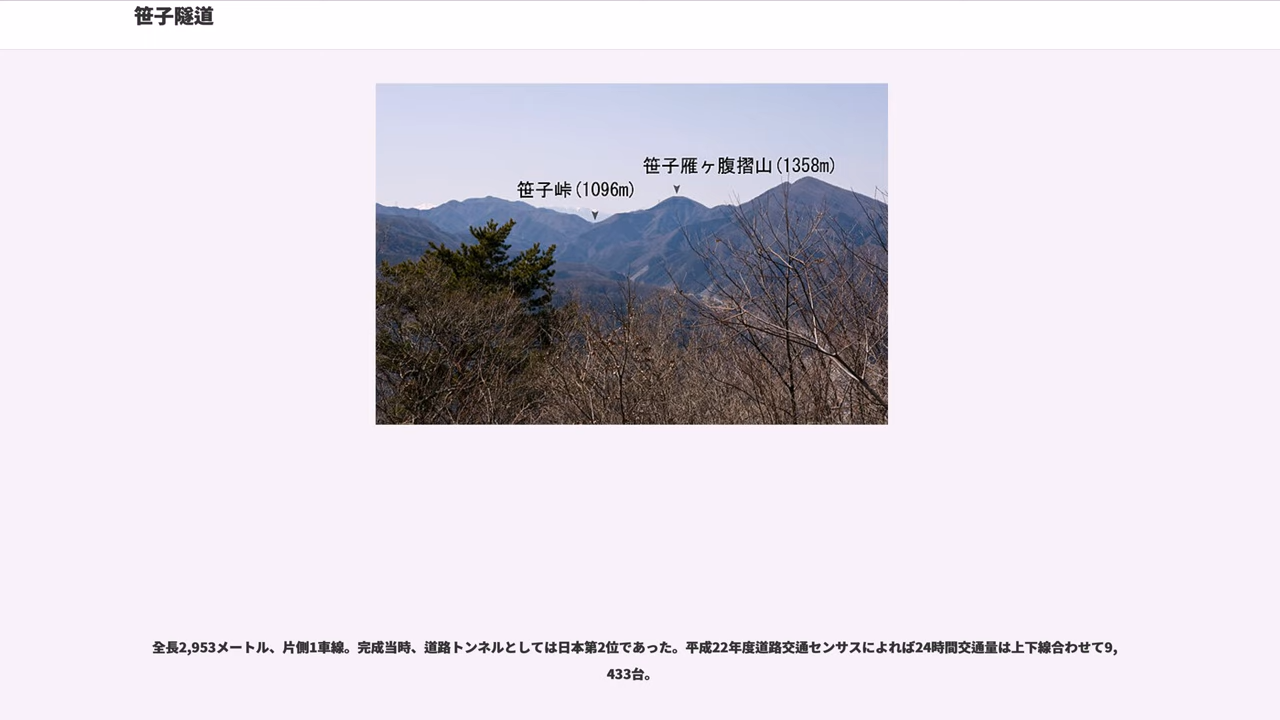 笹子隧道
笹子雁ヶ腹摺山(1358m)
笹子峠(1096m)
全長2,953メートル、片側1車線。完成当時、道路トンネルとしては日本第2位であった。平成22年度道路交通センサスによれば24時間交通量は上下線合わせて9,
433台。